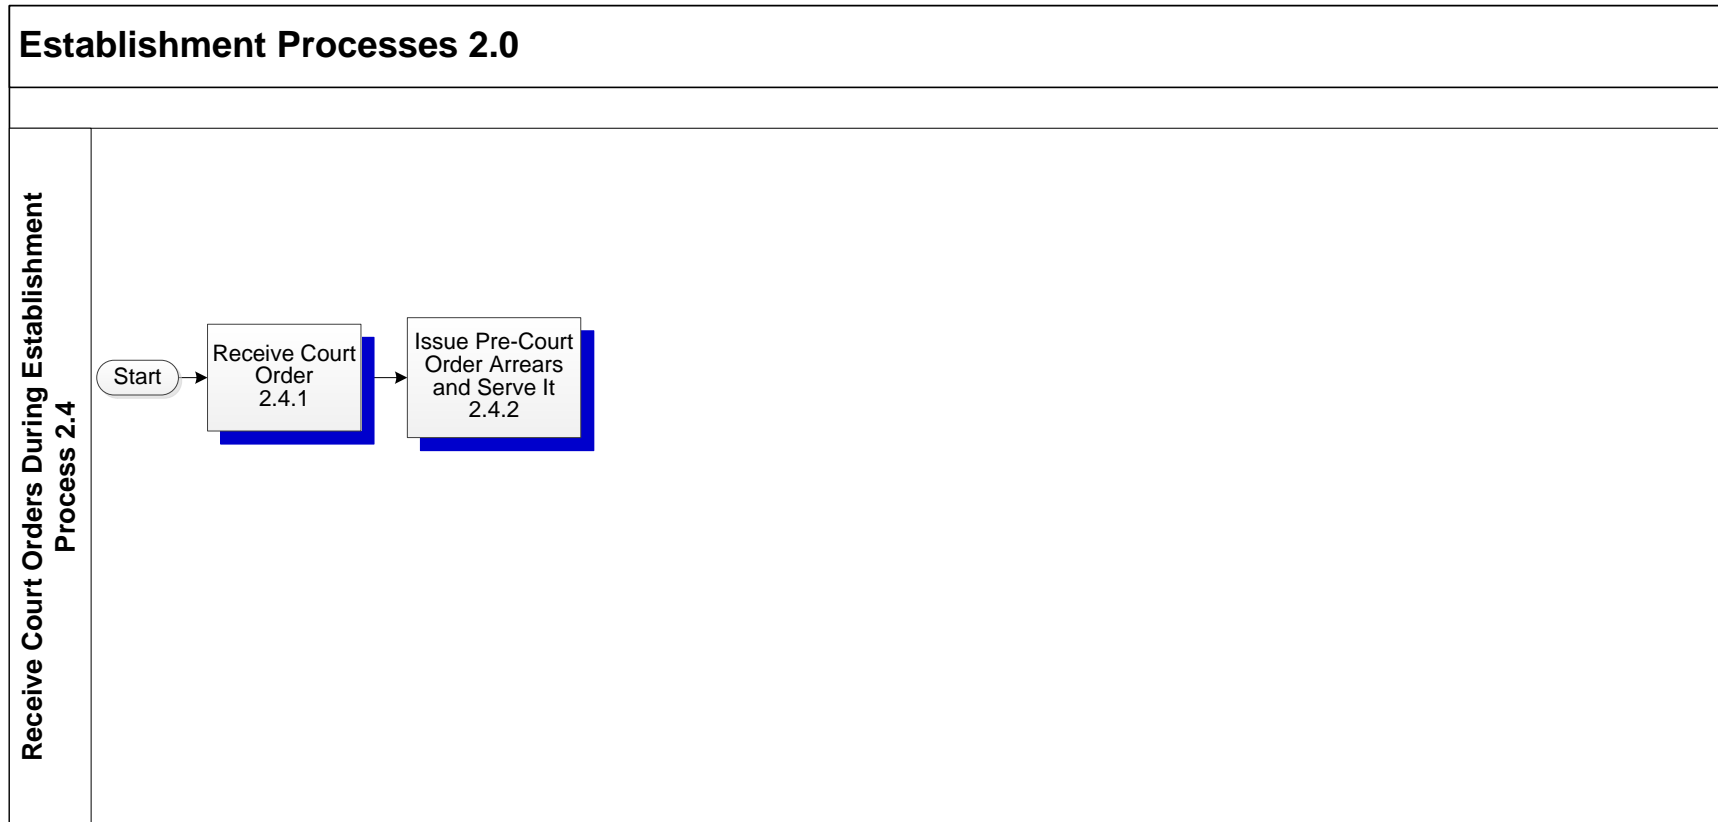 Establishment Processes 2.0
Receive Court Orders During Establishment
Process 2.4
Start
Receive Court
Order
2.4.1
Issue Pre-Court
Order Arrears
and Serve It
2.4.2